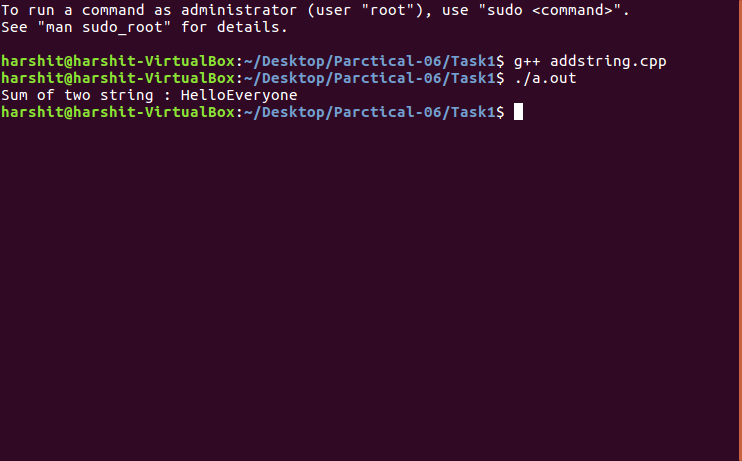 To run a command as administrator (user "root"), use "sudo <command>".
See "man sudo_root" for details.
harshit@harshit-VirtualBox:~/Desktop/Parctical-06/Task1$ g++ addstring.cpp
harshit@harshit-VirtualBox:~/Desktop/Parctical-06/Task1$ ./a.out
Sum of two string : HelloEveryone
harshit@harshit-VirtualBox:~/Desktop/Parctical-06/Task1$